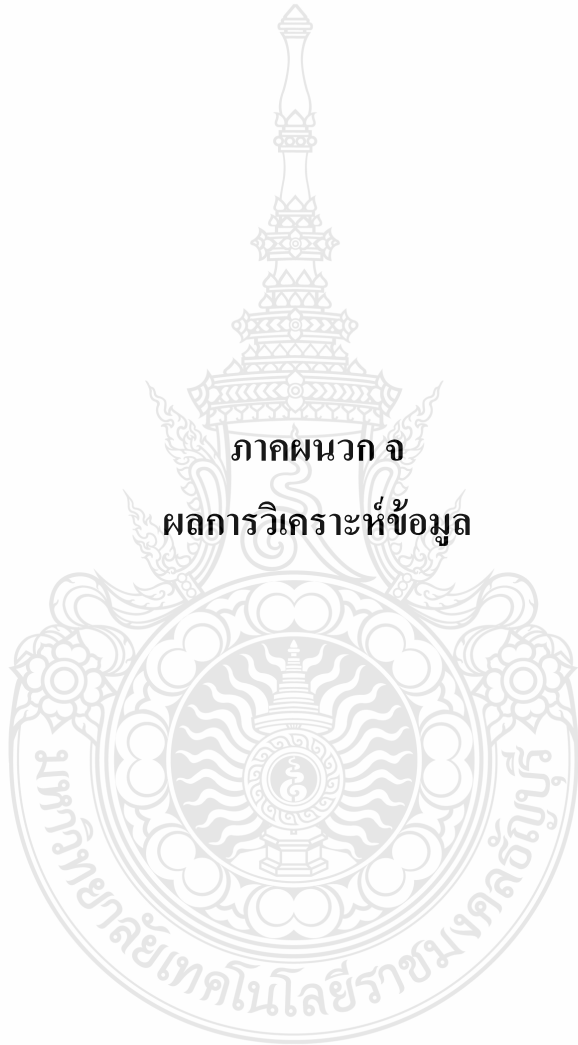 ภาคผนวก จ
ผลการวิเคราะห์ข้อมูล
มหาวิทยาลัยเทคโนโลยีราชมงคลธัญบุรี